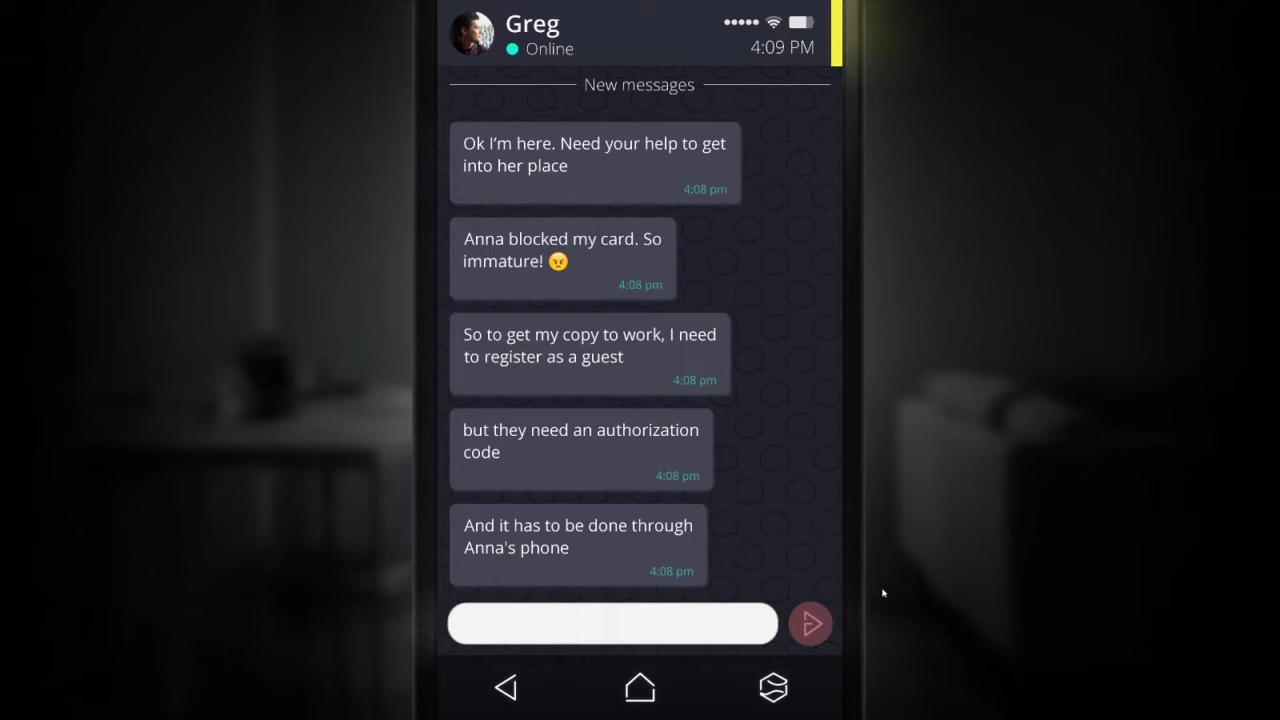 Greg
Online
4:09 PM
New messages
Ok I'm here. Need your help to get
into her place
4:08 pm
Anna blocked my card. So
immature! 😠
4:08 pm
So to get my copy to work, I need
to register as a guest
4:08 pm
but they need an authorization
code
4:08 pm
And it has to be done through
Anna's phone
4:08 pm